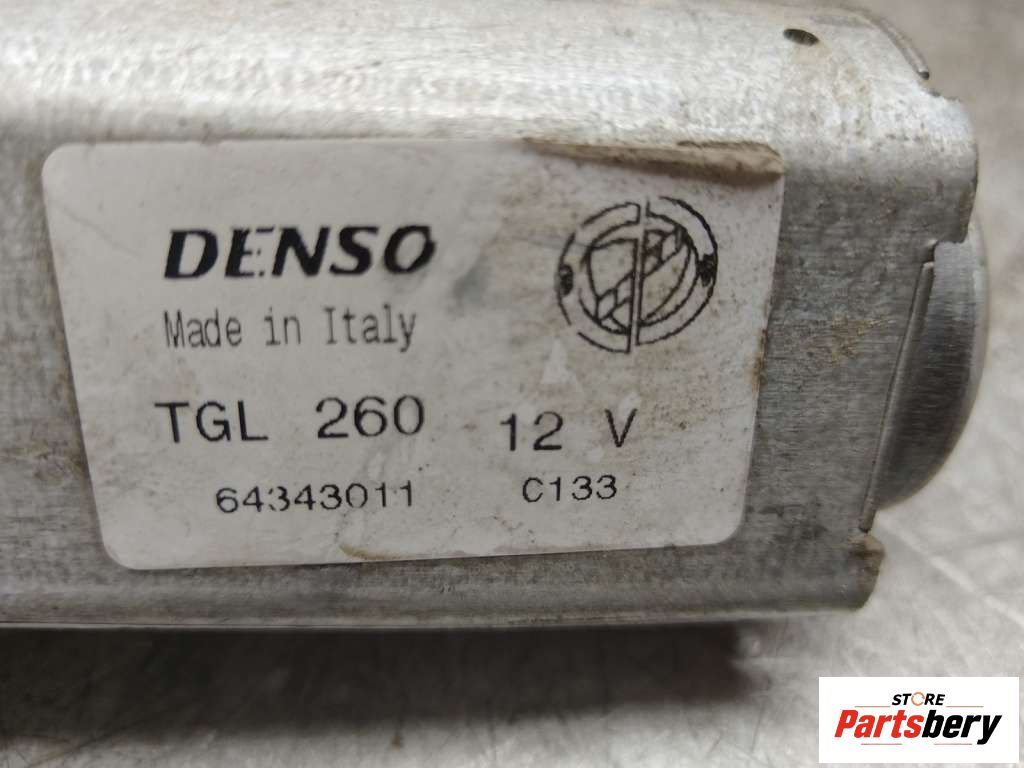 DENSO
Made in Italy
TGL 260 12 V
64343011 C133
STORE
Partsbery